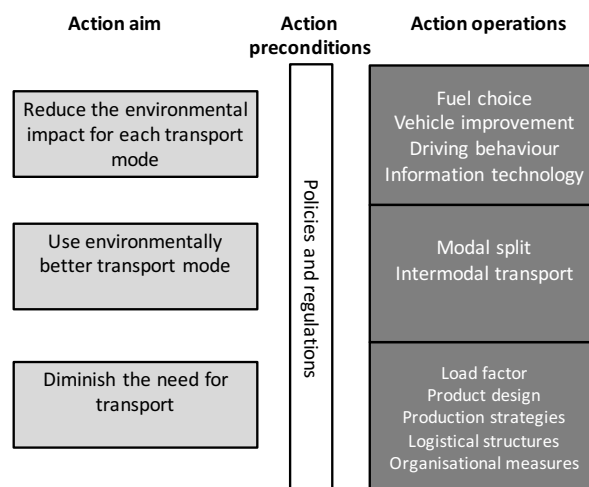 Action aim
Action
preconditions
Action operations
Reduce the environmental
impact for each transport
mode
Use environmentally
better transport mode
Diminish the need for
transport
Policies and regulations
Fuel choice
Vehicle improvement
Driving behaviour
Information technology
Modal split
Intermodal transport
Load factor
Product design
Production strategies
Logistical structures
Organisational measures